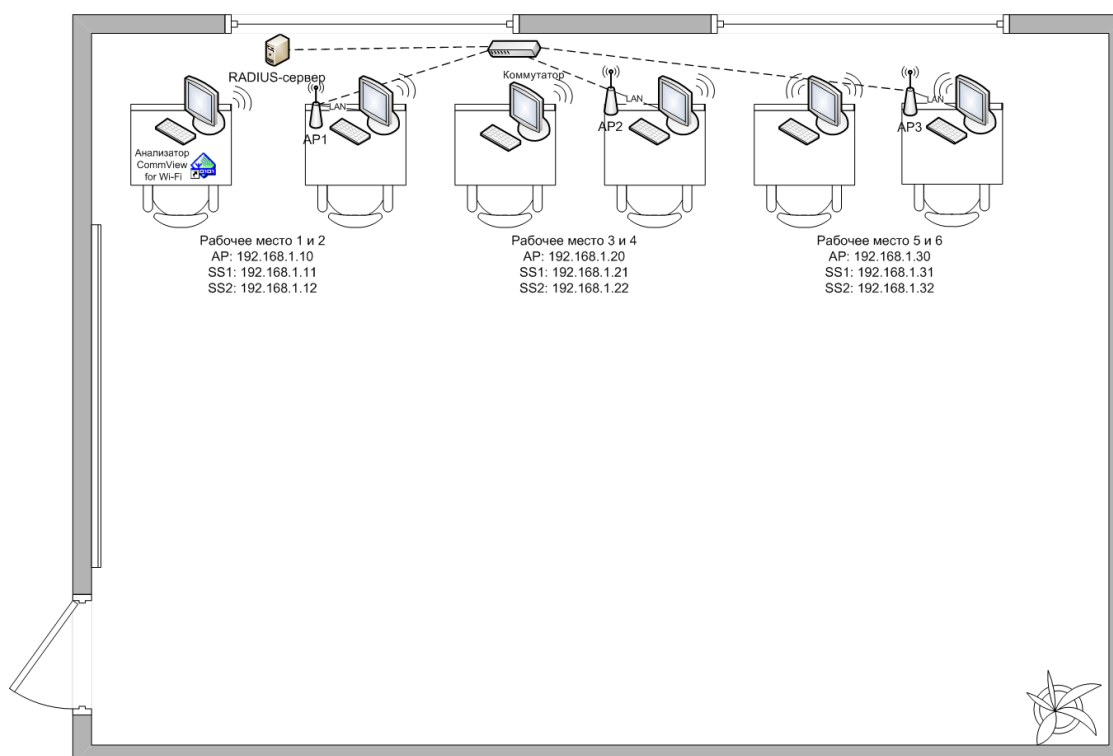 RADIUS-сервер
Коммутатор
LAN
AP1
LAN
AP2
LAN
AP3
Анализатор
CommView
for Wi-Fi
0101
Рабочее место 1 и 2
AP: 192.168.1.10
SS1: 192.168.1.11
SS2: 192.168.1.12
Рабочее место 3 и 4
AP: 192.168.1.20
SS1: 192.168.1.21
SS2: 192.168.1.22
Рабочее место 5 и 6
AP: 192.168.1.30
SS1: 192.168.1.31
SS2: 192.168.1.32